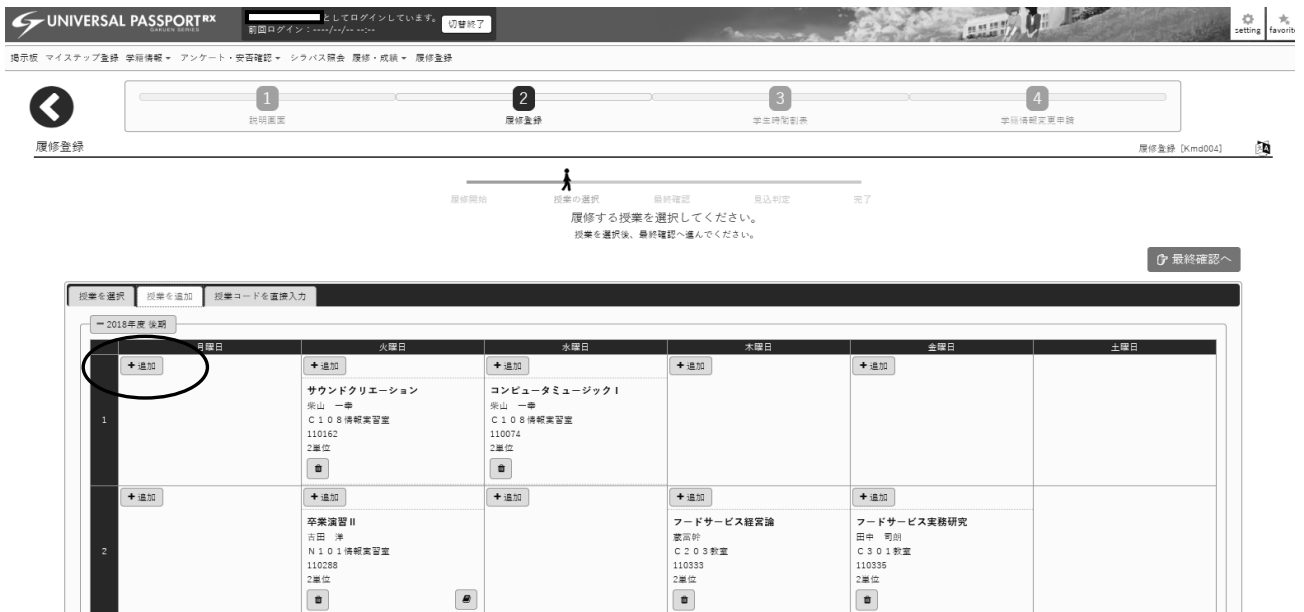 UNIVERSAL PASSPORT RX
GAKUEN SERIES
としてログインしています。
前回ログイン：----/--/-- --:--
切替終了
setting
favorite
掲示板 マイステップ登録 学籍情報 アンケート・安否確認 シラバス照会 履修・成績 履修登録
1 2 3 4
説明画面 履修登録 学生時間割表 学籍情報変更申請
履修登録
履修登録 [Kmd004]
履修開始 授業の選択 最終確認 見込判定 完了
履修する授業を選択してください。
授業を選択後、最終確認へ進んでください。
最終確認へ
授業を選択 授業を追加 授業コードを直接入力
2018年度 後期
月曜日 火曜日 水曜日 木曜日 金曜日 土曜日
1
+追加 +追加 +追加 +追加 +追加
サウンドクリエーション
柴山 一幸
C108情報実習室
110162
2単位
コンピュータミュージックⅠ
柴山 一幸
C108情報実習室
110074
2単位
2
+追加 +追加 +追加 +追加 +追加
卒業演習Ⅱ
古田 洋
N101情報実習室
110288
2単位
フードサービス経営論
蔵冨幹
C203教室
110333
2単位
フードサービス実務研究
田中 司朗
C301教室
110335
2単位